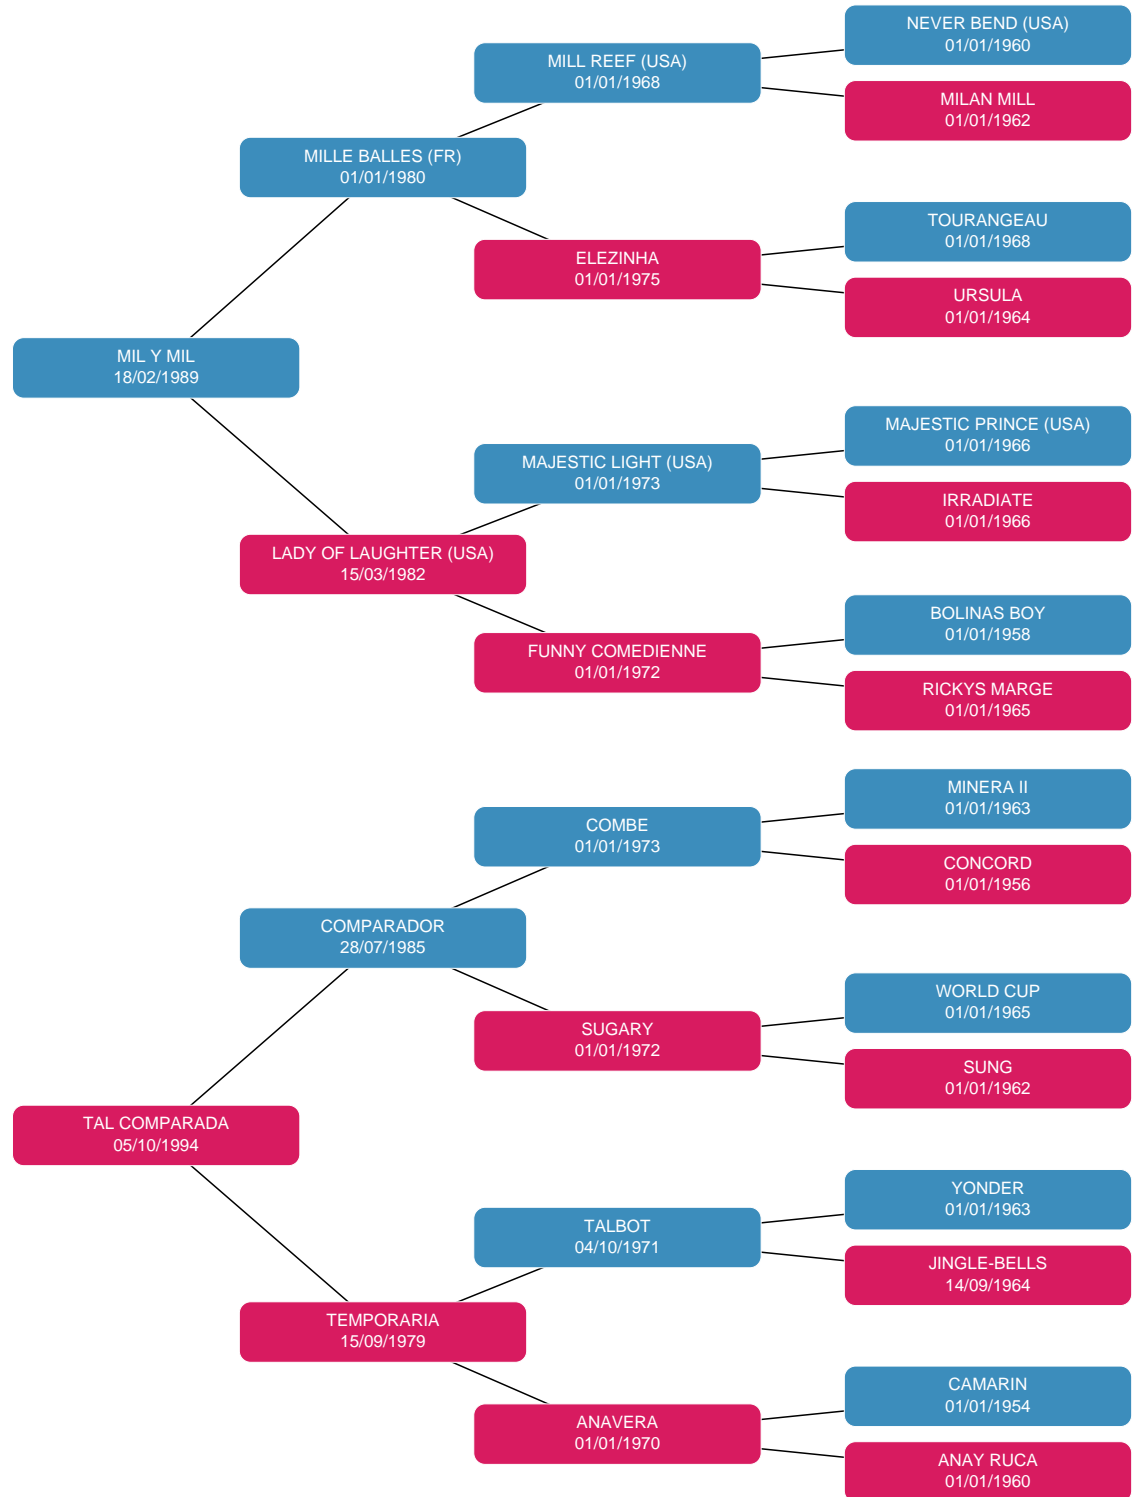 NEVER BEND (USA)
01/01/1960
MILL REEF (USA)
01/01/1968
MILAN MILL
01/01/1962
MILLE BALLES (FR)
01/01/1980
TOURANGEAU
01/01/1968
ELEZINHA
01/01/1975
URSULA
01/01/1964
MIL Y MIL
18/02/1989
MAJESTIC PRINCE (USA)
01/01/1966
MAJESTIC LIGHT (USA)
01/01/1973
IRRADIATE
01/01/1966
LADY OF LAUGHTER (USA)
15/03/1982
BOLINAS BOY
01/01/1958
FUNNY COMEDIENNE
01/01/1972
RICKYS MARGE
01/01/1965
MINERA II
01/01/1963
COMBE
01/01/1973
CONCORD
01/01/1956
COMPARADOR
28/07/1985
WORLD CUP
01/01/1965
SUGARY
01/01/1972
SUNG
01/01/1962
TAL COMPARADA
05/10/1994
YONDER
01/01/1963
TALBOT
04/10/1971
JINGLE-BELLS
14/09/1964
TEMPORARIA
15/09/1979
CAMARIN
01/01/1954
ANAVERA
01/01/1970
ANAY RUCA
01/01/1960